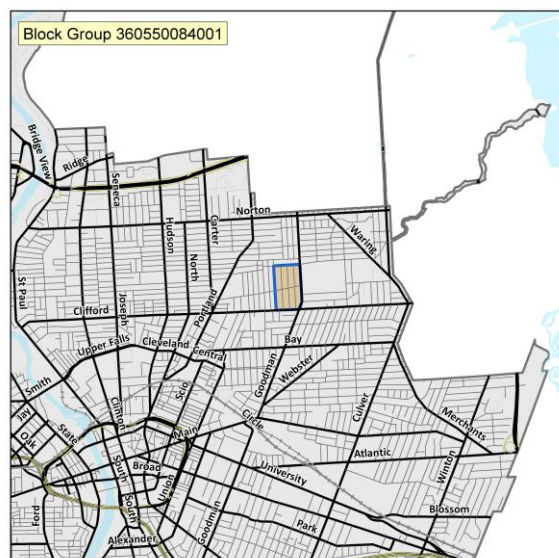 Block Group 360550084001
Bridge View
Ridge
Seneca
Norton
Hudson
North
Carter
Waring
St Paul
Portland
Clifford
Joseph
Upper Falls
Cleveland
Central
Bay
Goodman
Webster
Smith
Scio
Clinton
Culver
Jay
Oak
State
Main
Circle
Merchants
Atlantic
Broad
University
Winton
South
South
Union
Ford
Goodman
Park
Blossom
Alexander